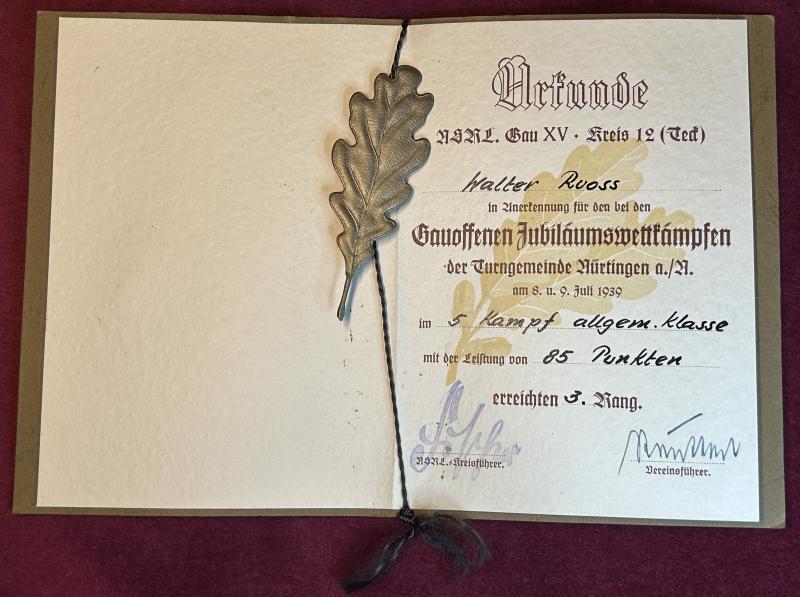 Urkunde
NSRL. Gau XV · Kreis 12 (Teck)
Walter Ruoss
in Anerkennung für den bei den
Gauoffenen Jubiläumswettkämpfen
der Turngemeinde Nürtingen a./N.
am 8. u. 9. Juli 1939
im 5 Kampf allgem. Klasse
mit der Leistung von 85 Punkten
erreichten 3. Rang.
NSRL.-Kreisführer.
Vereinsführer.